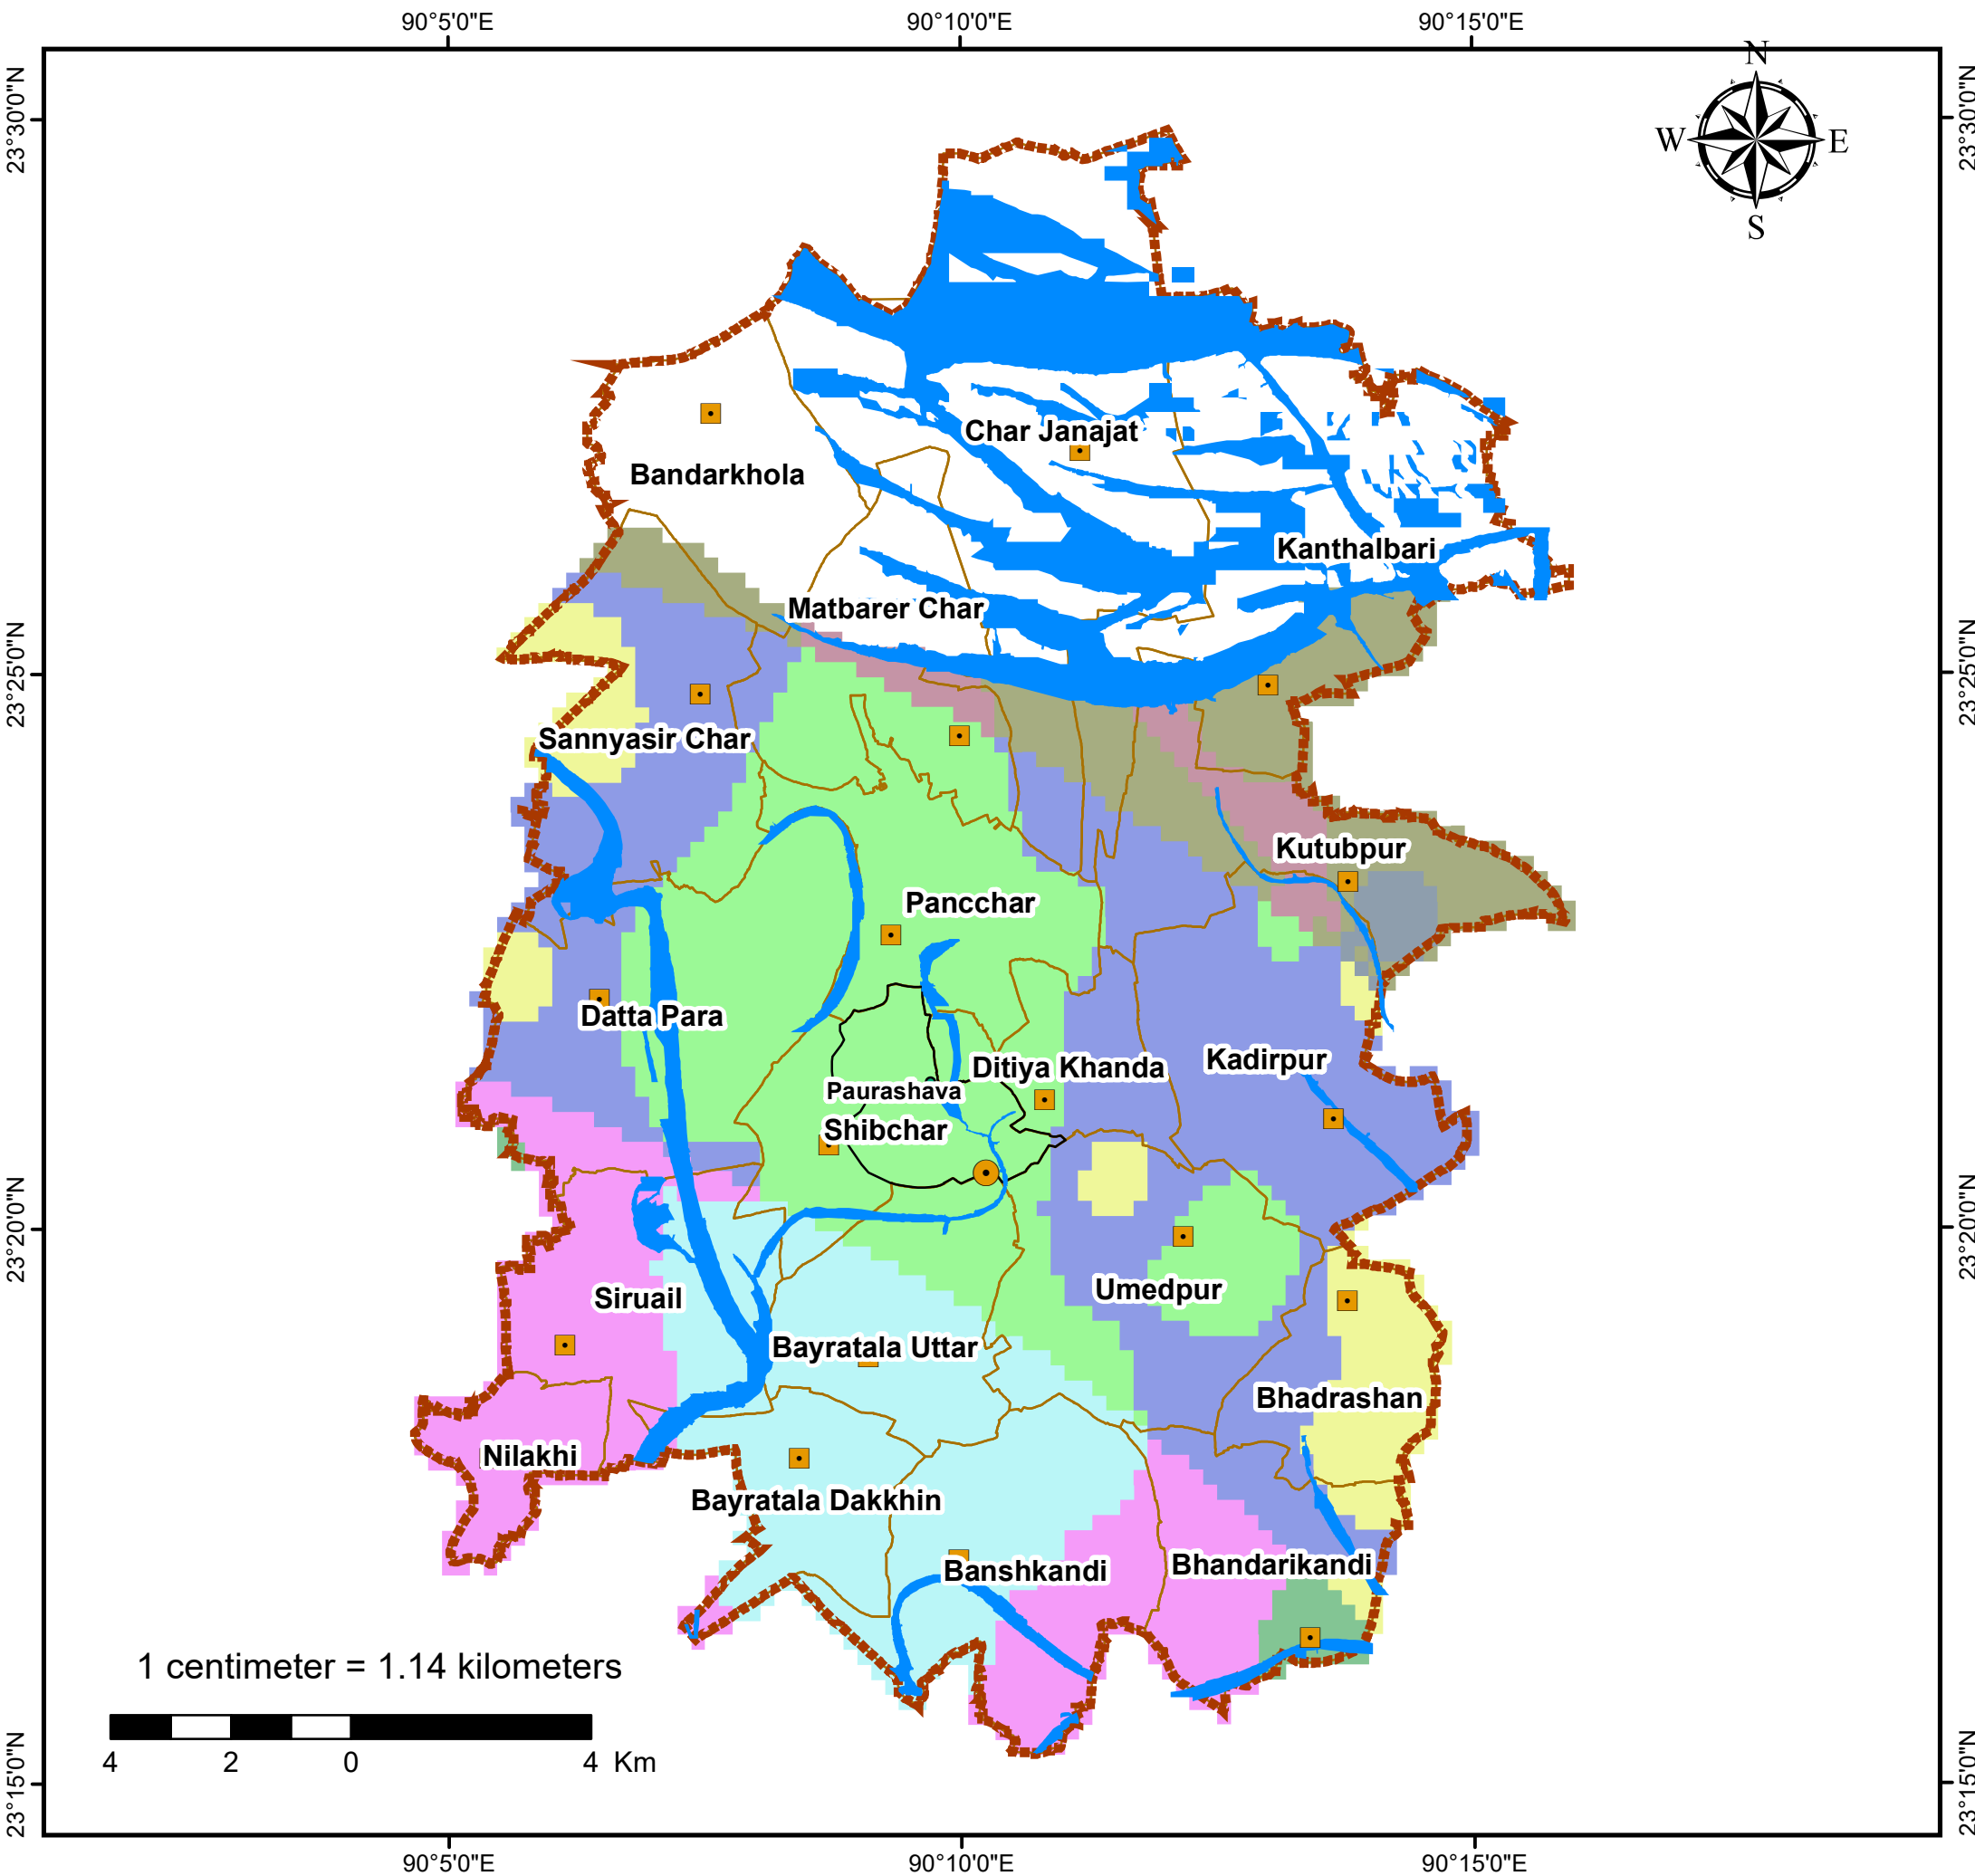 90°5'0"E
90°10'0"E
90°15'0"E
23°30'0"N
23°30'0"N
N
W
E
S
Char Janajat
Bandarkhola
Kanthalbari
Matbarer Char
23°25'0"N
23°25'0"N
Sannyasir Char
Kutubpur
Pancchar
Datta Para
Kadirpur
Ditiya Khanda
Paurashava
Shibchar
23°20'0"N
23°20'0"N
Umedpur
Siruail
Bayratala Uttar
Bhadrashan
Nilakhi
Bayratala Dakkhin
Bhandarikandi
Banshkandi
1 centimeter = 1.14 kilometers
4 2 0 4 Km
23°15'0"N
23°15'0"N
90°5'0"E
90°10'0"E
90°15'0"E